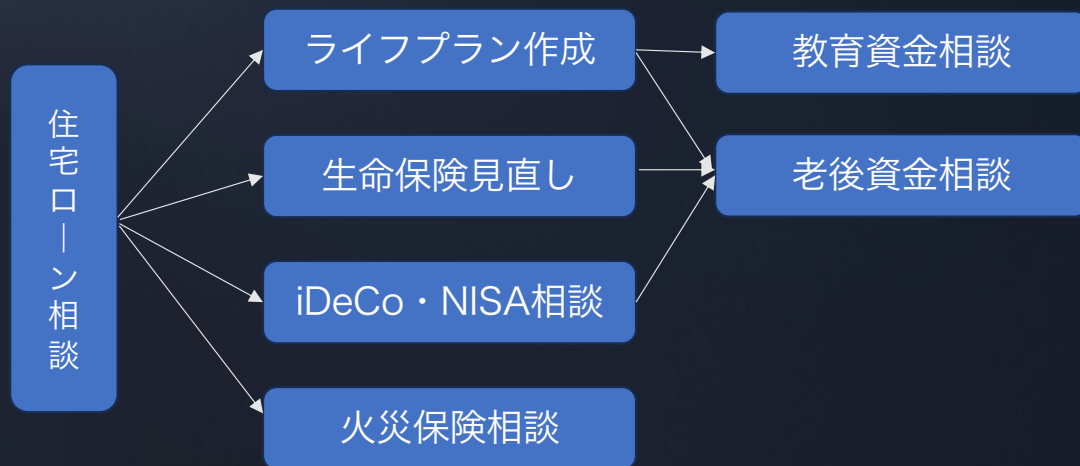 住宅ローン相談
ライフプラン作成
生命保険見直し
iDeCo・NISA相談
火災保険相談
教育資金相談
老後資金相談